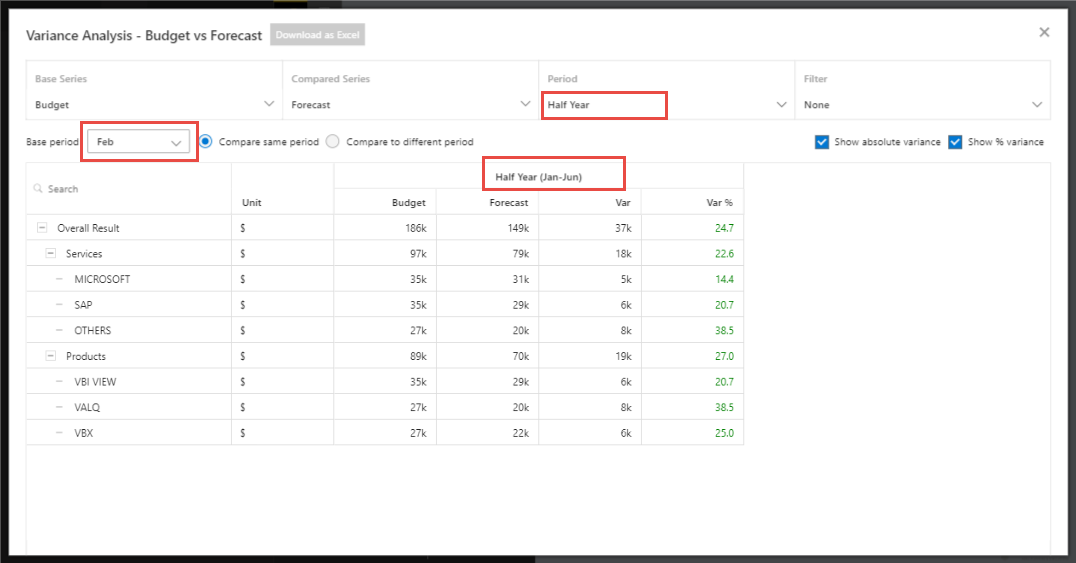 Variance Analysis - Budget vs Forecast Download as Excel
Base Series Compared Series Period Filter
Budget Forecast Half Year None
Base period Feb Compare same period Compare to different period Show absolute variance Show % variance
Half Year (Jan-Jun)
Search
Unit Budget Forecast Var Var %
Overall Result $ 186k 149k 37k 24.7
Services $ 97k 79k 18k 22.6
MICROSOFT $ 35k 31k 5k 14.4
SAP $ 35k 29k 6k 20.7
OTHERS $ 27k 20k 8k 38.5
Products $ 89k 70k 19k 27.0
VBI VIEW $ 35k 29k 6k 20.7
VALQ $ 27k 20k 8k 38.5
VBX $ 27k 22k 6k 25.0